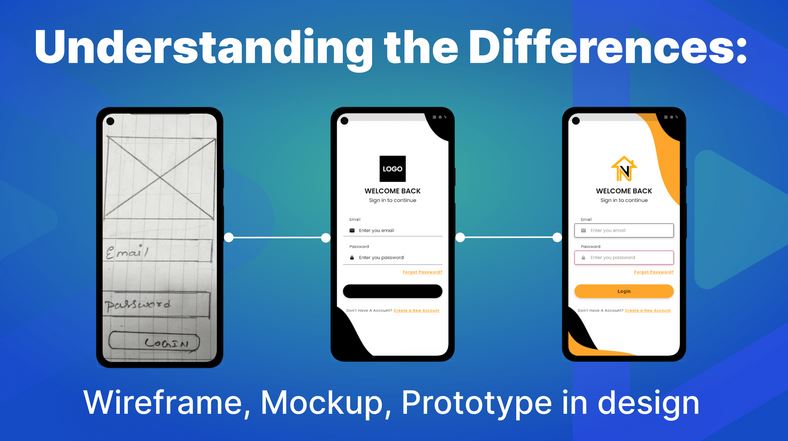 Understanding the Differences:
Email
Password
LOGIN
LOGO
WELCOME BACK
Sign in to continue
Email
Enter you email
Password
Enter you password
Forgot Password?
Don't Have A Account? Create a New Account
N
WELCOME BACK
Sign in to continue
Email
Enter you email
Password
Enter you password
Forgot Password?
Login
Don't Have A Account? Create a New Account
Wireframe, Mockup, Prototype in design